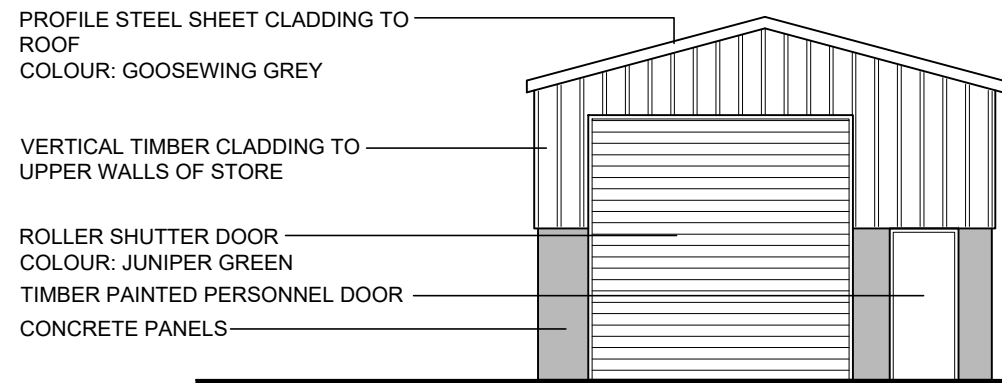 PROFILE STEEL SHEET CLADDING TO
ROOF
COLOUR: GOOSEWING GREY
VERTICAL TIMBER CLADDING TO
UPPER WALLS OF STORE
ROLLER SHUTTER DOOR
COLOUR: JUNIPER GREEN
TIMBER PAINTED PERSONNEL DOOR
CONCRETE PANELS